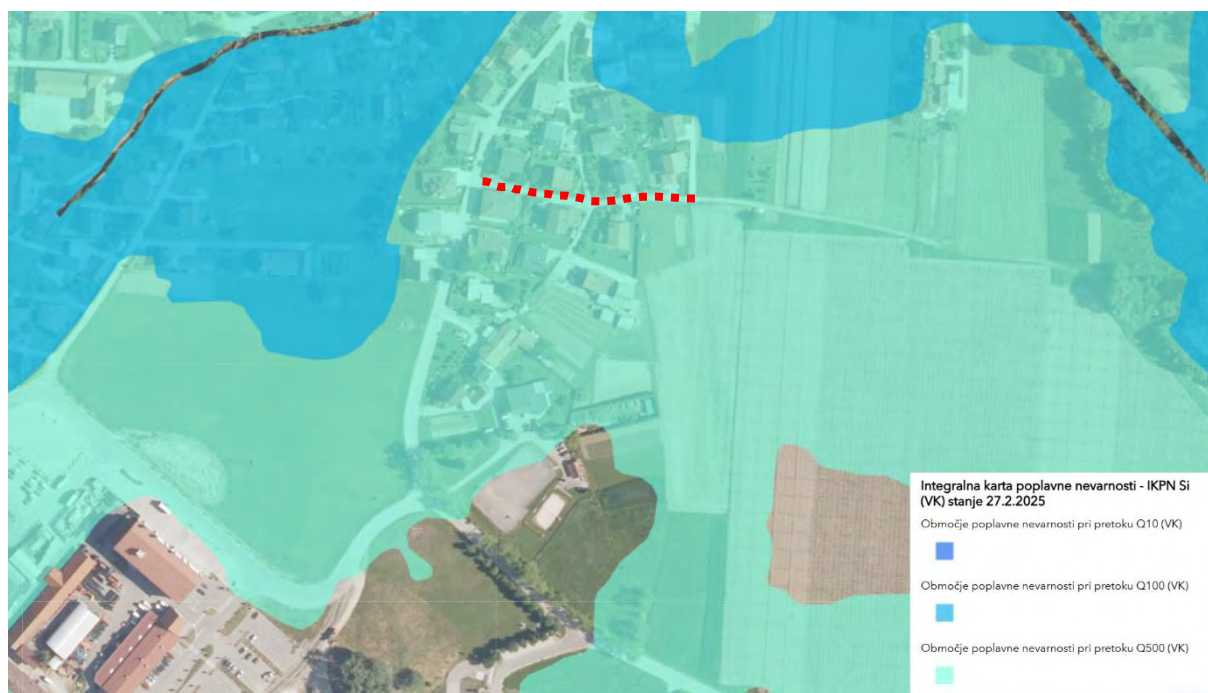 Integralna karta poplavne nevarnosti - IKPN Si
(VK) stanje 27.2.2025
Območje poplavne nevarnosti pri pretoku Q10 (VK)
Območje poplavne nevarnosti pri pretoku Q100 (VK)
Območje poplavne nevarnosti pri pretoku Q500 (VK)